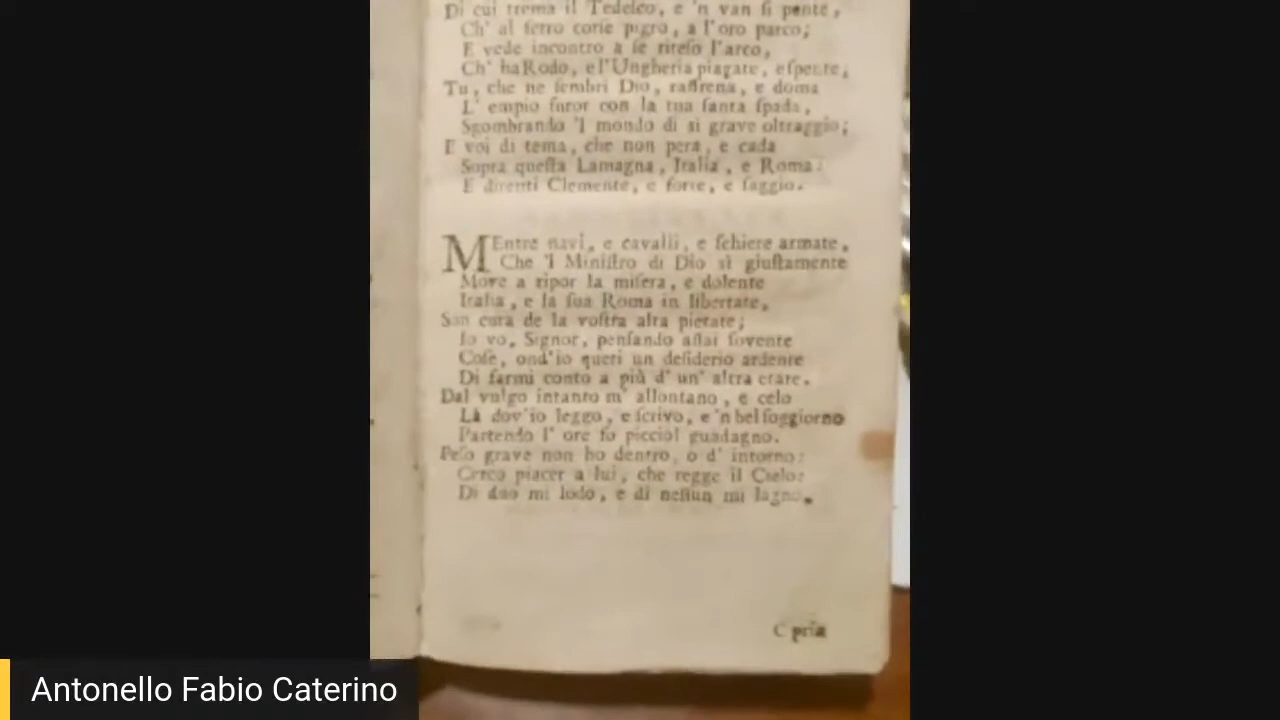 Di cui trema il Tedesco, e 'n van si pente,
Ch' al ferro corse pigro, a l'oro parco;
E vede incontro a se riteso l'arco,
Ch' ha Rodo, e l'Ungheria piagate, e spente;
Tu, che ne sembri Dio, raffrena, e doma
L' empio furor con la tua santa spada,
Sgombrando 'l mondo di sì grave oltraggio;
E voi di tema, che non pera, e cada
Sopra questa Lamagna, Italia, e Roma:
E direnti Clemente, e forte, e saggio.
MEntre navi, e cavalli, e schiere armate,
Che 'l Ministro di Dio sì giustamente
Move a ripor la misera, e dolente
Italia, e la sua Roma in libertate,
Son cura de la vostra alta pietate;
Io vo, Signor, pensando assai sovente
Cose, ond'io queti un desiderio ardente
Di farmi conto a più d' un' altra etate.
Dal vulgo intanto m' allontano, e celo
Là dov'io leggo, e scrivo, e 'n bel soggiorno
Partendo l' ore fo picciol guadagno.
Peso grave non ho dentro, o d' intorno:
Cerco piacer a lui, che regge il Cielo:
Di duo mi lodo, e di nessun mi lagno.
C pria
Antonello Fabio Caterino